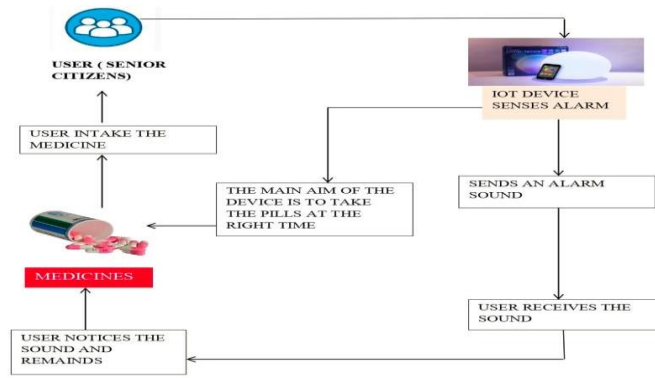 USER ( SENIOR
CITIZENS)
IOT DEVICE
SENSES ALARM
USER INTAKE THE
MEDICINE
THE MAIN AIM OF THE
DEVICE IS TO TAKE
THE PILLS AT THE
RIGHT TIME
SENDS AN ALARM
SOUND
MEDICINES
USER RECEIVES THE
SOUND
USER NOTICES THE
SOUND AND
REMAINDS